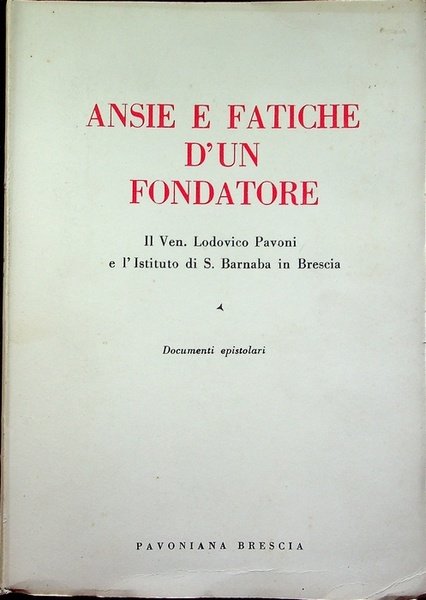 ANSIE E FATICHE
D'UN
FONDATORE
Il Ven. Lodovico Pavoni
e l'Istituto di S. Barnaba in Brescia
Documenti epistolari
PAVONIANA BRESCIA